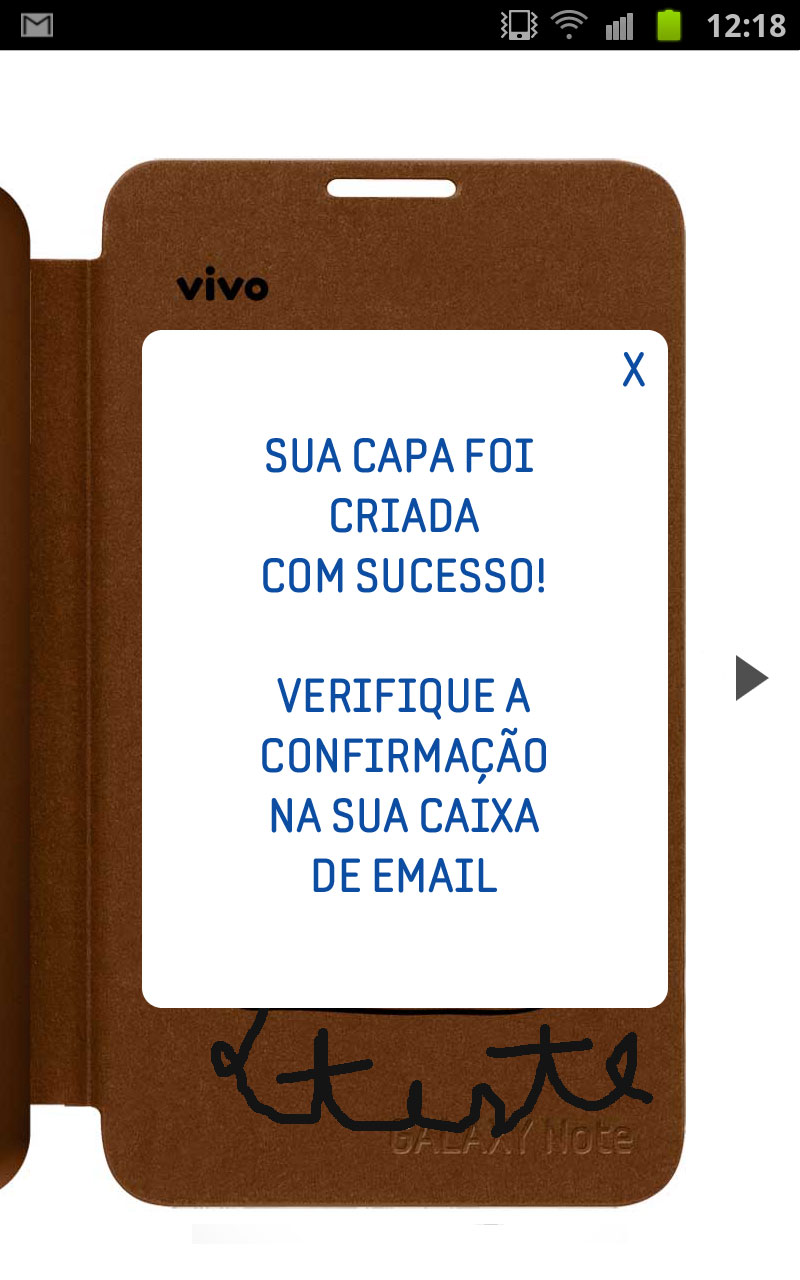 12:18
vivo
X
SUA CAPA FOI
CRIADA
COM SUCESSO!
VERIFIQUE A
CONFIRMAÇÃO
NA SUA CAIXA
DE EMAIL
teste
GALAXY Note